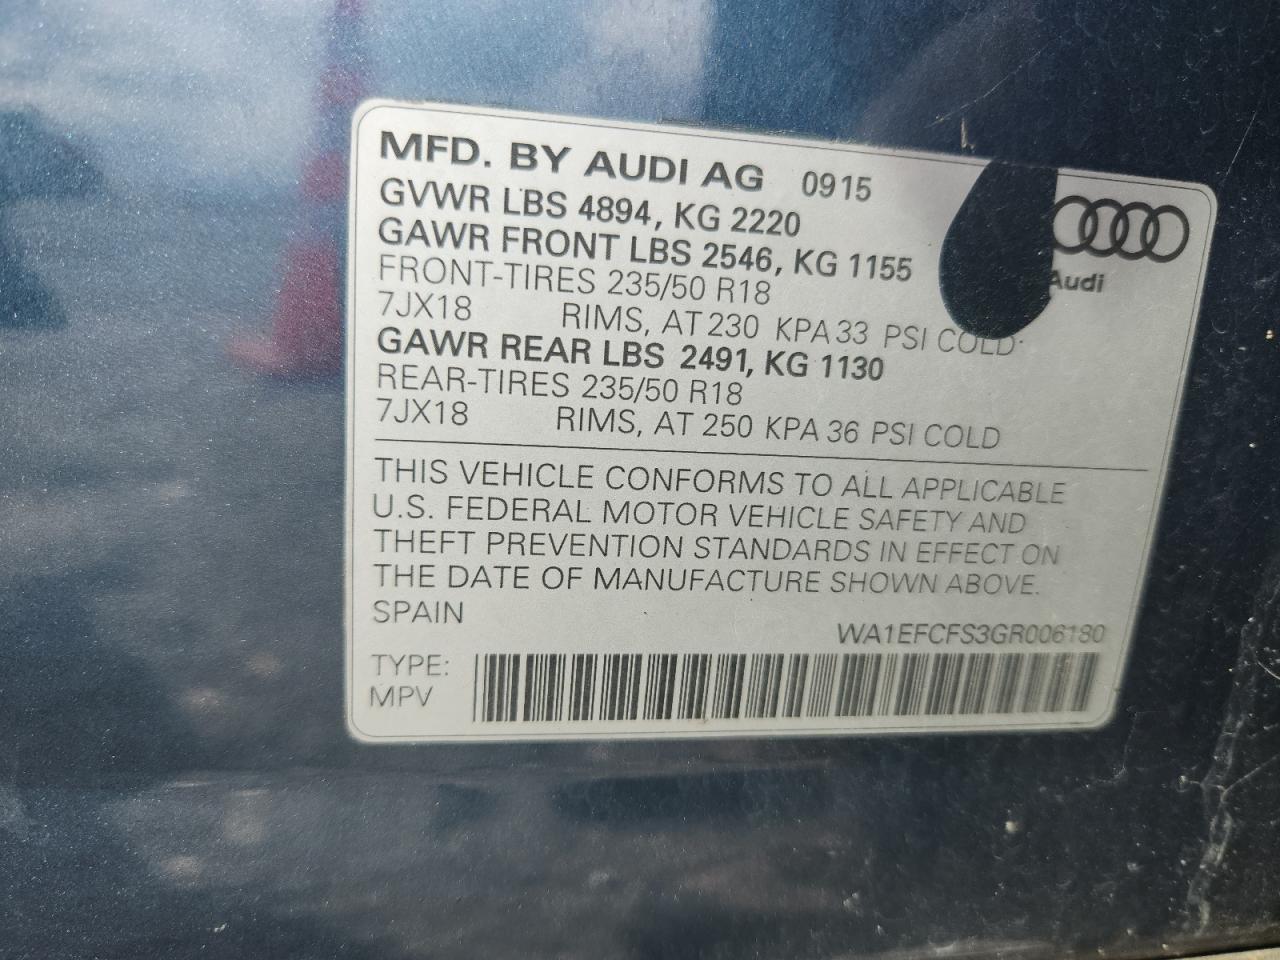 MFD. BY AUDI AG 0915
GVWR LBS 4894, KG 2220
GAWR FRONT LBS 2546, KG 1155
FRONT-TIRES 235/50 R18
7JX18 RIMS, AT 230 KPA 33 PSI COLD
GAWR REAR LBS 2491, KG 1130
REAR-TIRES 235/50 R18
7JX18 RIMS, AT 250 KPA 36 PSI COLD
Audi
THIS VEHICLE CONFORMS TO ALL APPLICABLE
U.S. FEDERAL MOTOR VEHICLE SAFETY AND
THEFT PREVENTION STANDARDS IN EFFECT ON
THE DATE OF MANUFACTURE SHOWN ABOVE.
SPAIN
WA1EFCFS3GR006180
TYPE:
MPV